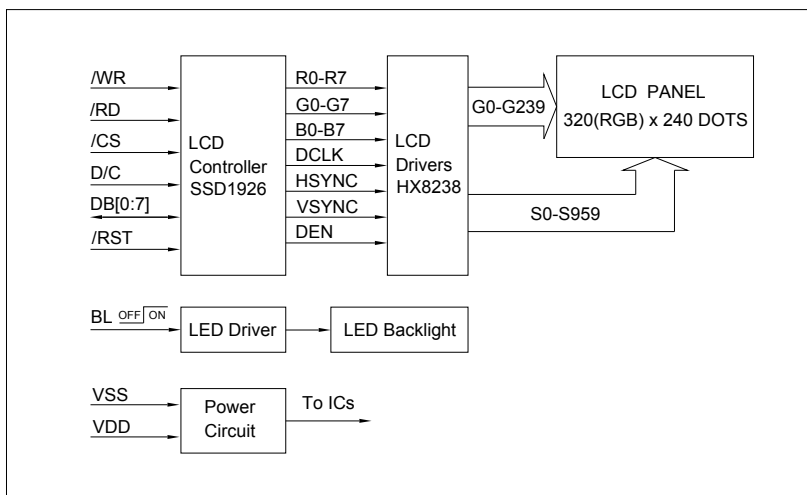 /WR
/RD
/CS
D/C
DB[0:7]
/RST
LCD
Controller
SSD1926
R0-R7
G0-G7
B0-B7
DCLK
HSYNC
VSYNC
DEN
LCD
Drivers
HX8238
G0-G239
S0-S959
LCD PANEL
320(RGB) x 240 DOTS
BL OFF ON
LED Driver
LED Backlight
VSS
VDD
Power
Circuit
To ICs